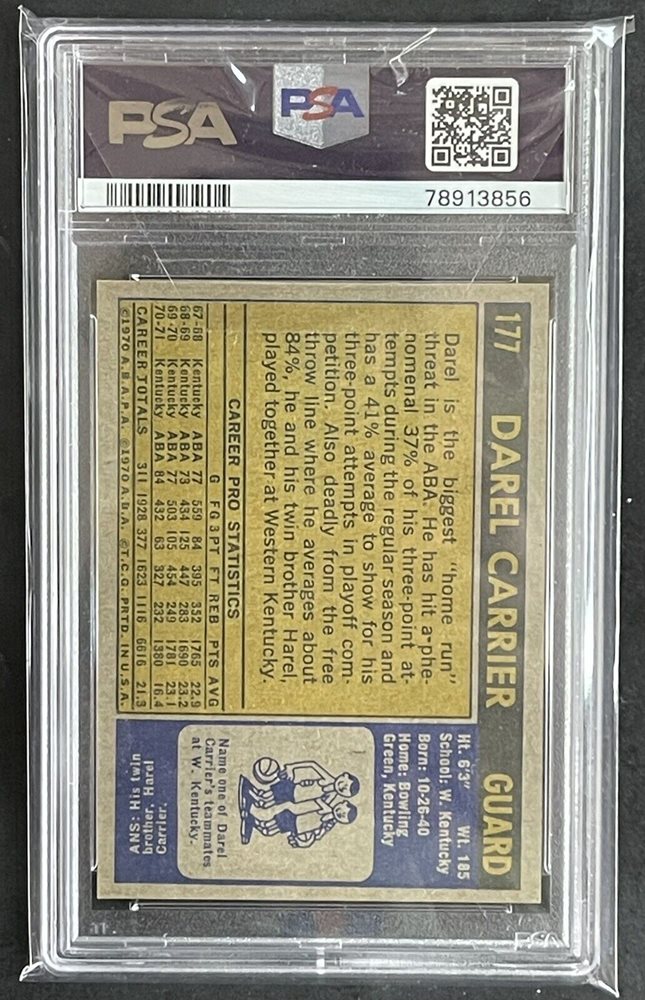 PSA
PSA
78913856
177 DAREL CARRIER GUARD
Darel is the biggest "home run"
threat in the ABA. He has hit a phe-
nomenal 37% of his three-point at-
tempts during the regular season and
has a 41% average to show for his
three-point attempts in playoff com-
petition. Also deadly from the free
throw line where he averages about
84%, he and his twin brother Harel,
played together at Western Kentucky.
CAREER PRO STATISTICS
G FG 3PT FT REB PTS AVG
67-68 Kentucky ABA 77 559 84 395 352 1765 22.9
68-69 Kentucky ABA 73 434 125 447 283 1690 23.2
69-70 Kentucky ABA 77 503 105 454 249 1781 23.1
70-71 Kentucky ABA 84 432 63 327 232 1380 16.4
CAREER TOTALS 311 1928 377 1623 1116 6616 21.3
©1970 A.B.A.P.A. ©1970 A.B.A. ©T.C.G. PRTD. IN U.S.A.
Ht. 6'3" Wt. 185
School: W. Kentucky
Born: 10-26-40
Home: Bowling
Green, Kentucky
Name one of Darel
Carrier's teammates
at W. Kentucky.
ANS: His twin
brother, Harel
Carrier.
PSA